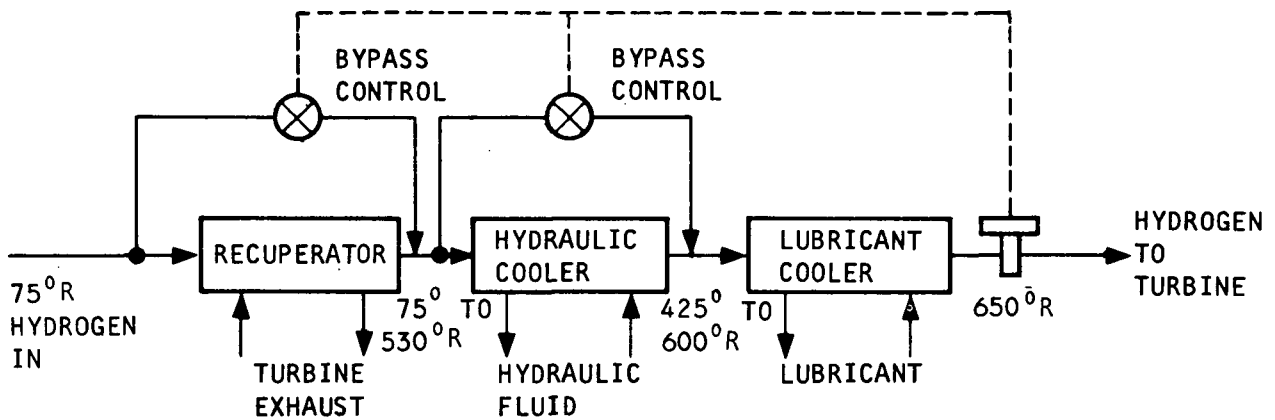 BYPASS
CONTROL
BYPASS
CONTROL
RECUPERATOR
HYDRAULIC
COOLER
LUBRICANT
COOLER
HYDROGEN
TO
TURBINE
75°R
HYDROGEN
IN
75° TO
530°R
425° TO
600°R
650°R
TURBINE
EXHAUST
HYDRAULIC
FLUID
LUBRICANT